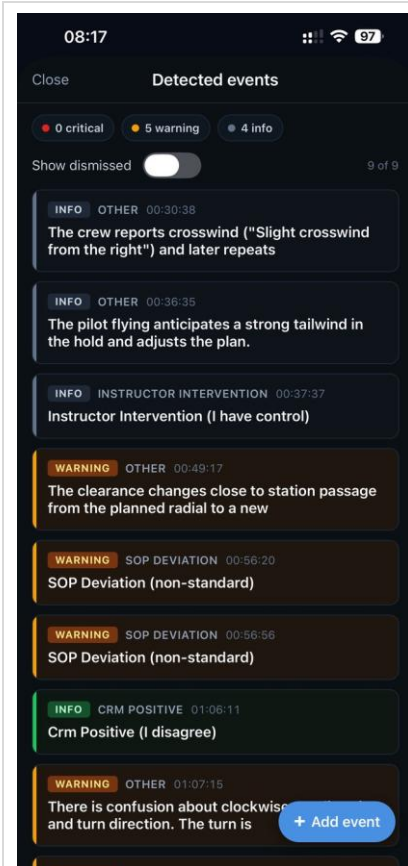 08:17
97
Close
Detected events
0 critical
5 warning
4 info
Show dismissed
9 of 9
INFO OTHER 00:30:38
The crew reports crosswind ("Slight crosswind
from the right") and later repeats
INFO OTHER 00:36:35
The pilot flying anticipates a strong tailwind in
the hold and adjusts the plan.
INFO INSTRUCTOR INTERVENTION 00:37:37
Instructor Intervention (I have control)
WARNING OTHER 00:49:17
The clearance changes close to station passage
from the planned radial to a new
WARNING SOP DEVIATION 00:56:20
SOP Deviation (non-standard)
WARNING SOP DEVIATION 00:56:56
SOP Deviation (non-standard)
INFO CRM POSITIVE 01:06:11
Crm Positive (I disagree)
WARNING OTHER 01:07:15
There is confusion about clockwise
and turn direction. The turn is
+ Add event